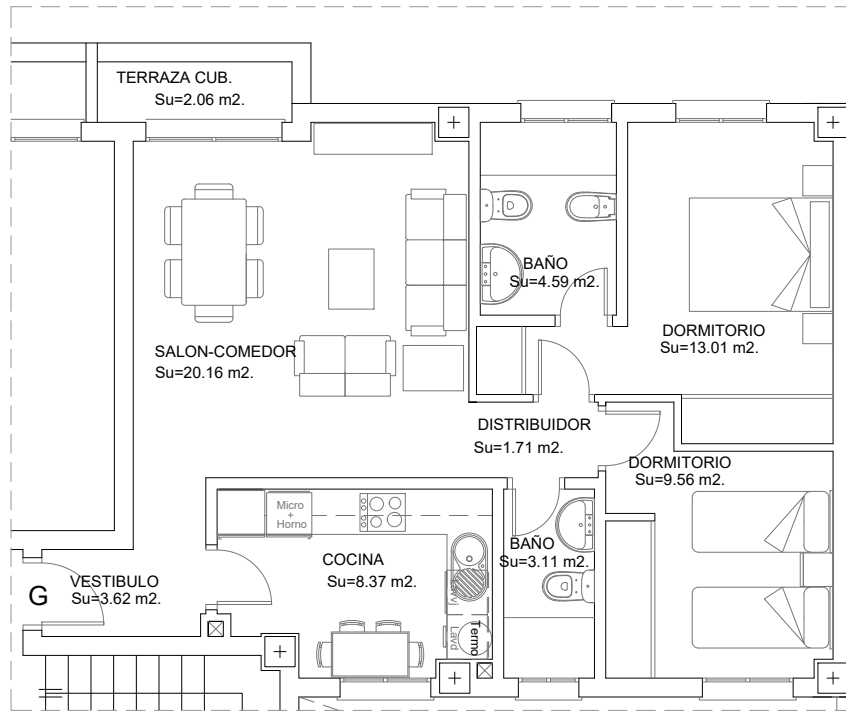 TERRAZA CUB.
Su=2.06 m2.
BAÑO
Su=4.59 m2.
DORMITORIO
Su=13.01 m2.
SALON-COMEDOR
Su=20.16 m2.
DISTRIBUIDOR
Su=1.71 m2.
DORMITORIO
Su=9.56 m2.
Micro
+
Horno
COCINA
Su=8.37 m2.
BAÑO
Su=3.11 m2.
VESTIBULO
Su=3.62 m2.
G
Lavj
Lavd
Termo